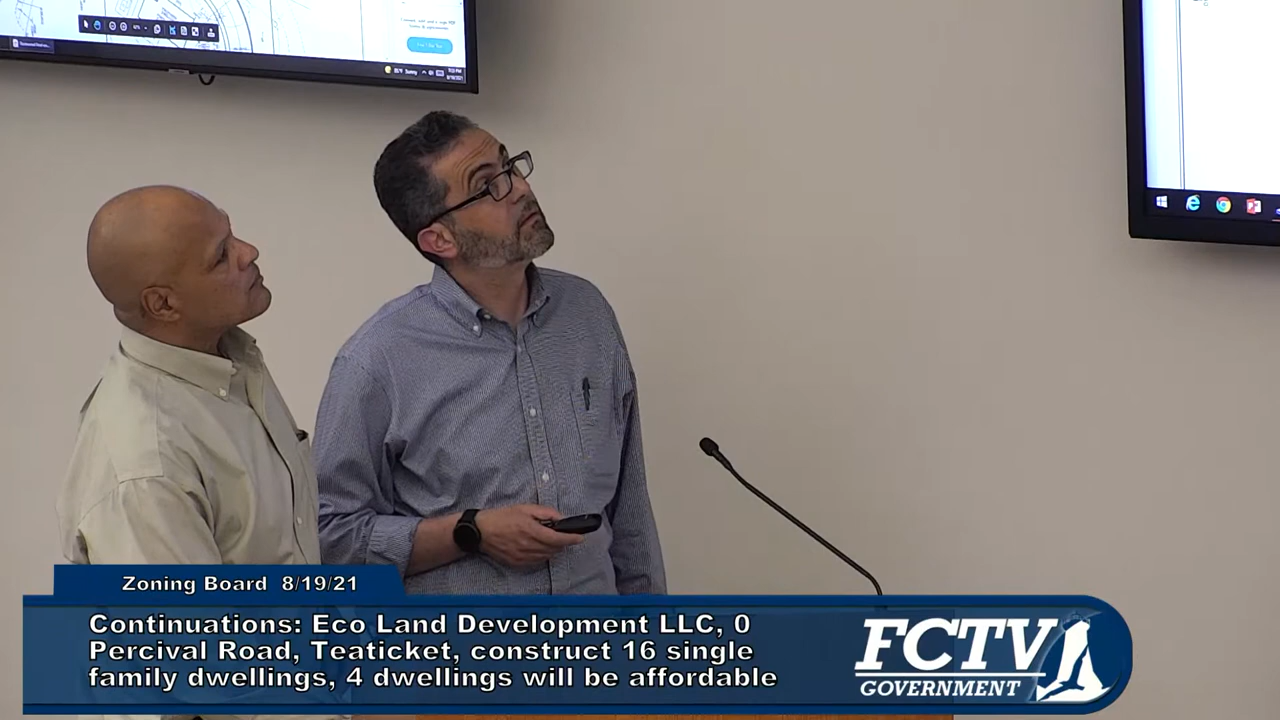 Sunny
Zoning Board 8/19/21
Continuations: Eco Land Development LLC, 0
Percival Road, Teaticket, construct 16 single
family dwellings, 4 dwellings will be affordable
FCTV
GOVERNMENT